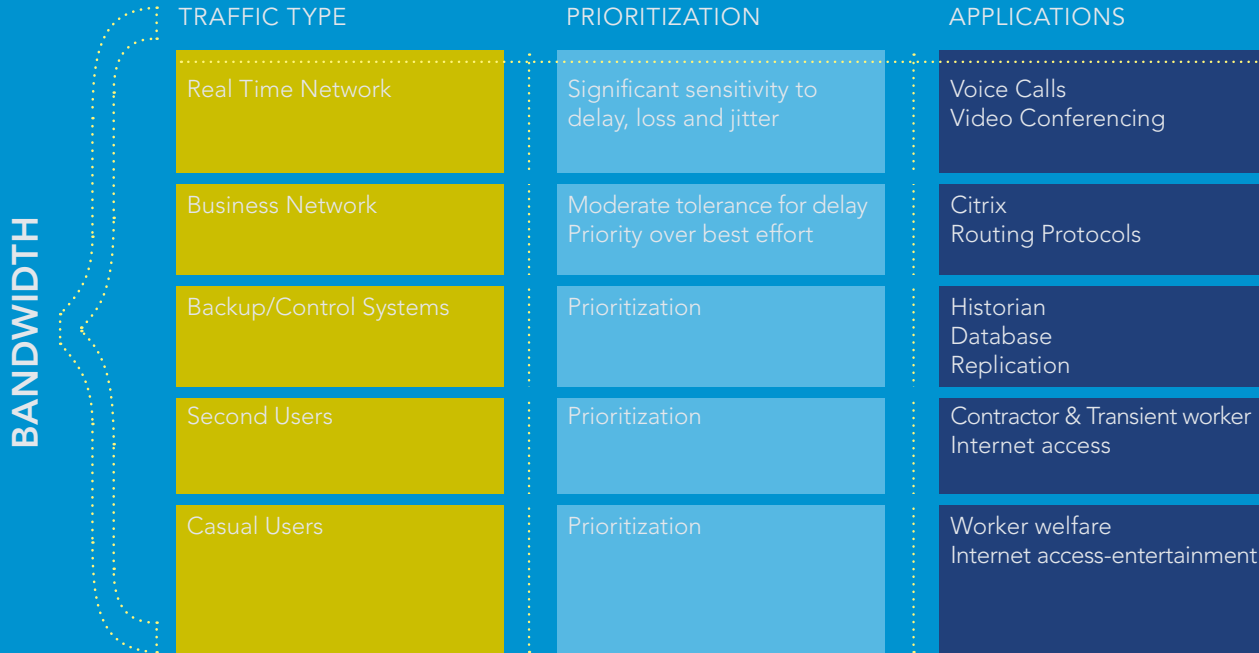 BANDWIDTH
TRAFFIC TYPE
PRIORITIZATION
APPLICATIONS
Real Time Network
Significant sensitivity to
delay, loss and jitter
Voice Calls
Video Conferencing
Business Network
Moderate tolerance for delay
Priority over best effort
Citrix
Routing Protocols
Backup/Control Systems
Prioritization
Historian
Database
Replication
Second Users
Prioritization
Contractor & Transient worker
Internet access
Casual Users
Prioritization
Worker welfare
Internet access-entertainment